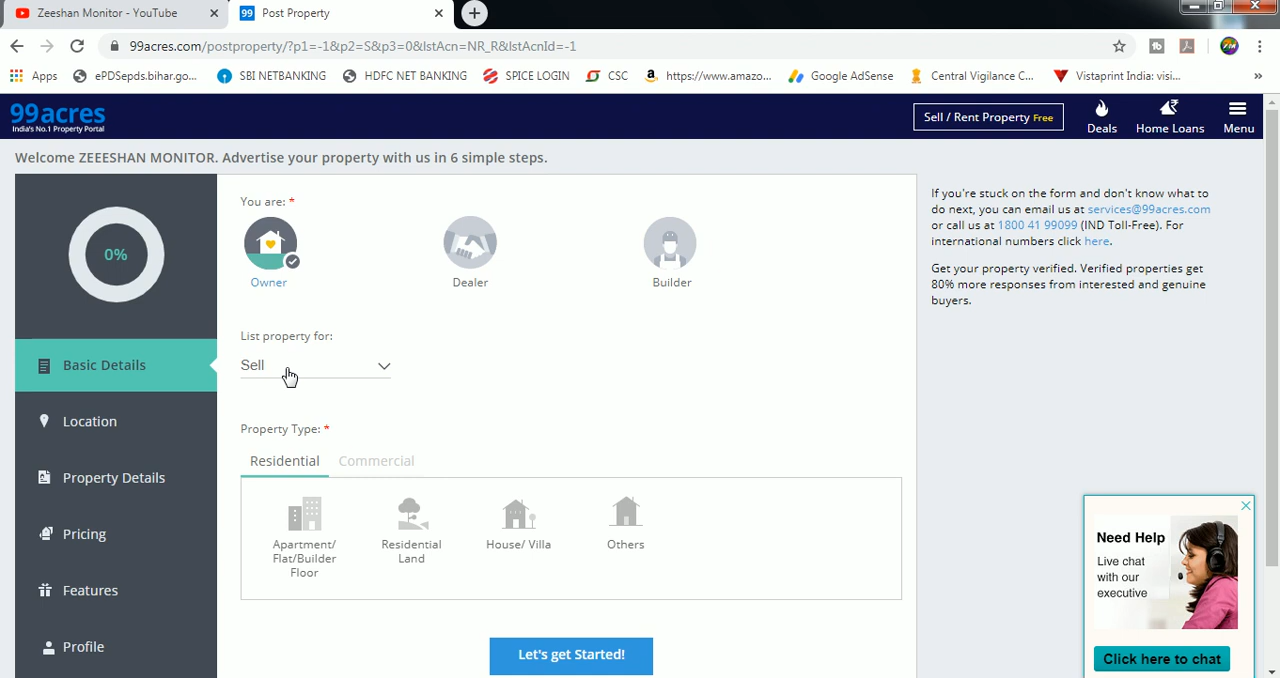 Zeeshan Monitor - YouTube
99 Post Property
99acres.com/postproperty/?p1=-1&p2=S&p3=0&lstAcn=NR_R&lstAcnId=-1
Apps
ePDSepds.bihar.go...
SBI NETBANKING
HDFC NET BANKING
SPICE LOGIN
CSC
https://www.amazo...
Google AdSense
Central Vigilance C...
Vistaprint India: visi...
»
99acres
India's No.1 Property Portal
Sell / Rent Property Free
Deals
Home Loans
Menu
Welcome ZEEESHAN MONITOR. Advertise your property with us in 6 simple steps.
0%
Basic Details
Location
Property Details
Pricing
Features
Profile
You are: *
Owner
Dealer
Builder
List property for:
Sell
Property Type: *
Residential
Commercial
Apartment/
Flat/Builder
Floor
Residential
Land
House/ Villa
Others
Let's get Started!
If you're stuck on the form and don't know what to
do next, you can email us at services@99acres.com
or call us at 1800 41 99099 (IND Toll-Free). For
international numbers click here.
Get your property verified. Verified properties get
80% more responses from interested and genuine
buyers.
Need Help
Live chat
with our
executive
Click here to chat